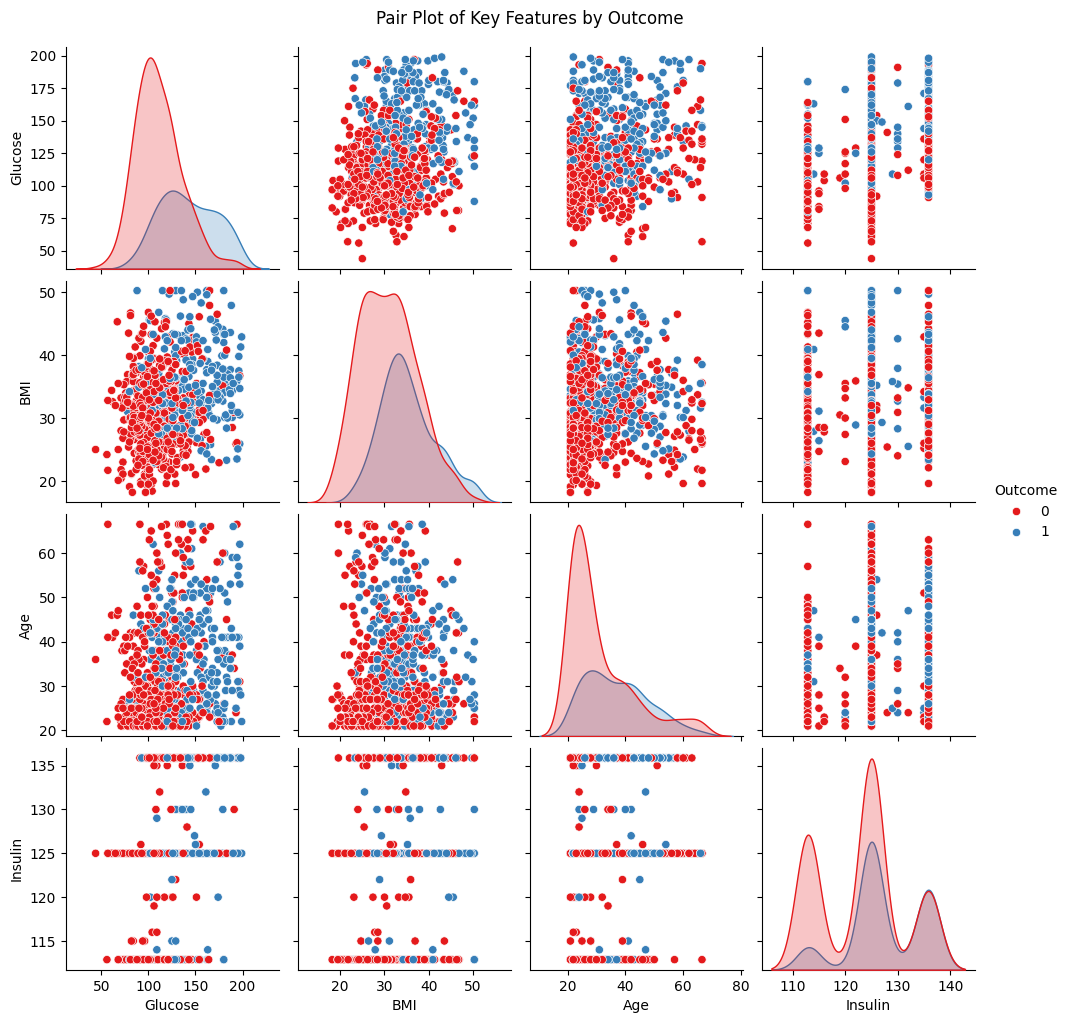 Pair Plot of Key Features by Outcome
200
175
150
125
100
75
50
Glucose
50
40
30
20
BMI
Outcome
0
1
60
50
40
30
20
Age
135
130
125
120
115
Insulin
50 100 150 200
20 30 40 50
20 40 60 80
110 120 130 140
Glucose BMI Age Insulin